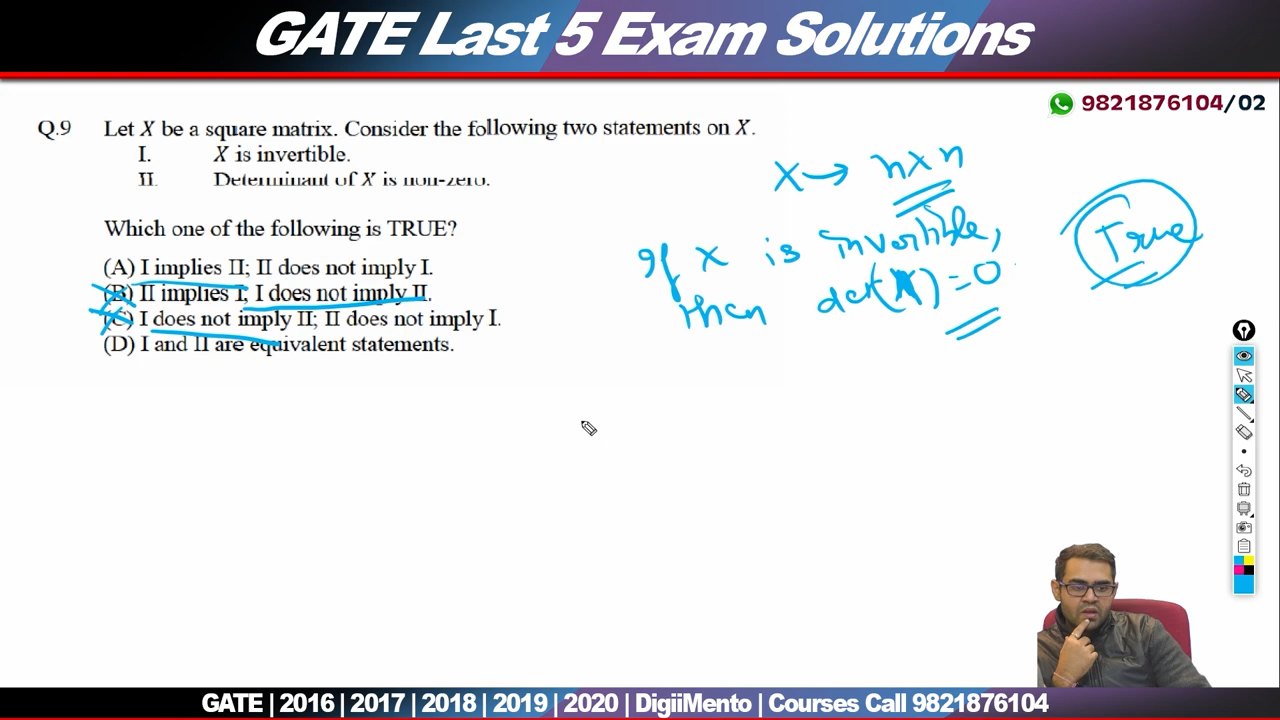 GATE Last 5 Exam Solutions
9821876104/02
Q.9 Let X be a square matrix. Consider the following two statements on X.
I. X is invertible.
II. Determinant of X is non-zero.
Which one of the following is TRUE?
(A) I implies II; II does not imply I.
(B) II implies I; I does not imply II.
(C) I does not imply II; II does not imply I.
(D) I and II are equivalent statements.
X → n×n
If X is invertible,
then det(X) = 0
True
GATE | 2016 | 2017 | 2018 | 2019 | 2020 | DigiiMento | Courses Call 9821876104